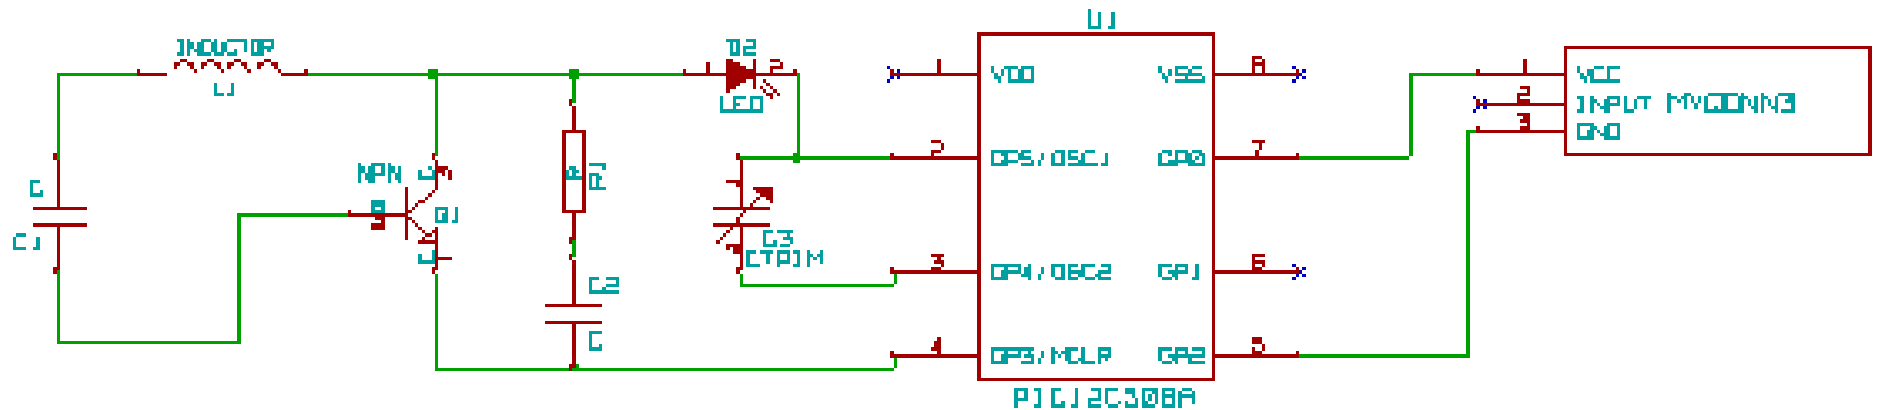 U1
INDUCTOR
L1
D2
1
2
LED
1
VDD
VSS
8
1
VCC
2
INPUT
MYCONN3
3
GND
C
C1
NPN
C
Q1
R
R1
2
GP5/OSC1
GP0
7
C3
CTRIM
3
GP4/OSC2
GP1
6
C2
C
4
GP3/MCLR
GP2
5
PIC12C508A